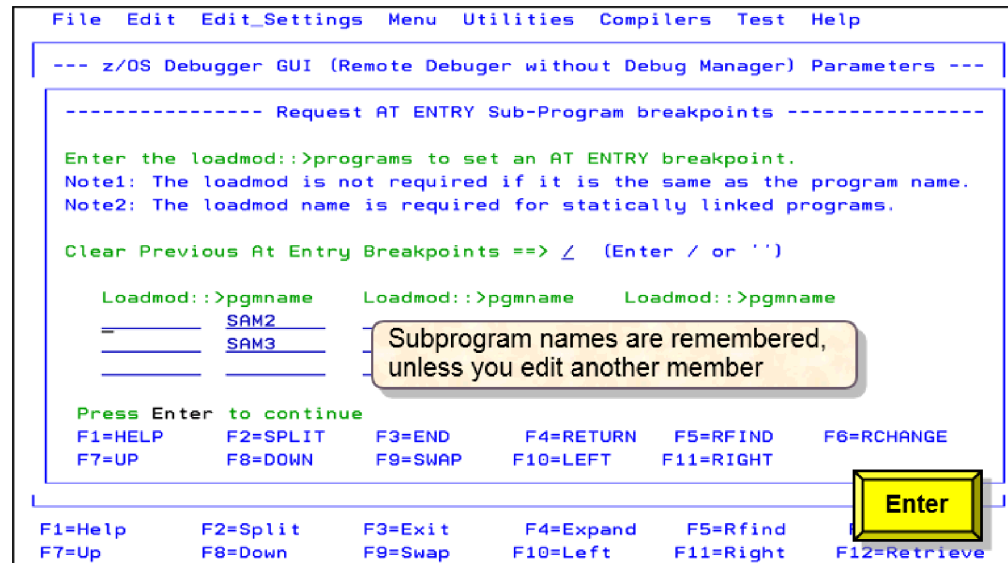 File Edit Edit_Settings Menu Utilities Compilers Test Help
--- z/OS Debugger GUI (Remote Debuger without Debug Manager) Parameters ---
---------------- Request AT ENTRY Sub-Program breakpoints ----------------
Enter the loadmod::>programs to set an AT ENTRY breakpoint.
Note1: The loadmod is not required if it is the same as the program name.
Note2: The loadmod name is required for statically linked programs.
Clear Previous At Entry Breakpoints ==> / (Enter / or '')
Loadmod::>pgmname Loadmod::>pgmname Loadmod::>pgmname
SAM2
SAM3
Subprogram names are remembered,
unless you edit another member
Press Enter to continue
F1=HELP F2=SPLIT F3=END F4=RETURN F5=RFIND F6=RCHANGE
F7=UP F8=DOWN F9=SWAP F10=LEFT F11=RIGHT
Enter
F1=Help F2=Split F3=Exit F4=Expand F5=Rfind
F7=Up F8=Down F9=Swap F10=Left F11=Right F12=Retrieve